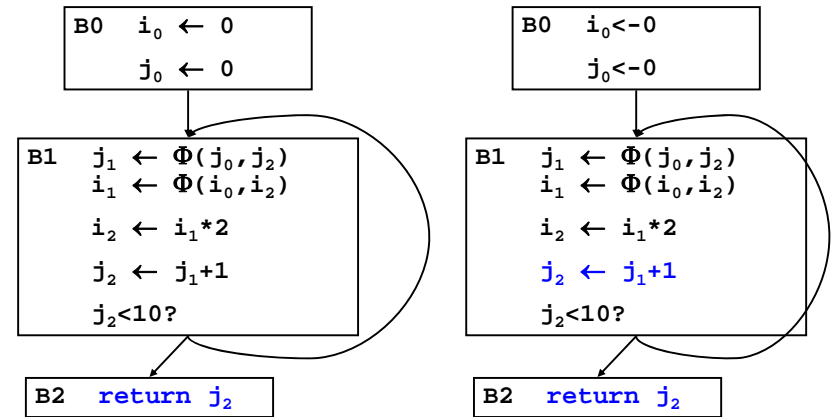 B0 i₀ ← 0
j₀ ← 0
B1 j₁ ← Φ(j₀,j₂)
i₁ ← Φ(i₀,i₂)
i₂ ← i₁*2
j₂ ← j₁+1
j₂<10?
B2 return j₂
B0 i₀<-0
j₀<-0
B1 j₁ ← Φ(j₀,j₂)
i₁ ← Φ(i₀,i₂)
i₂ ← i₁*2
j₂ ← j₁+1
j₂<10?
B2 return j₂